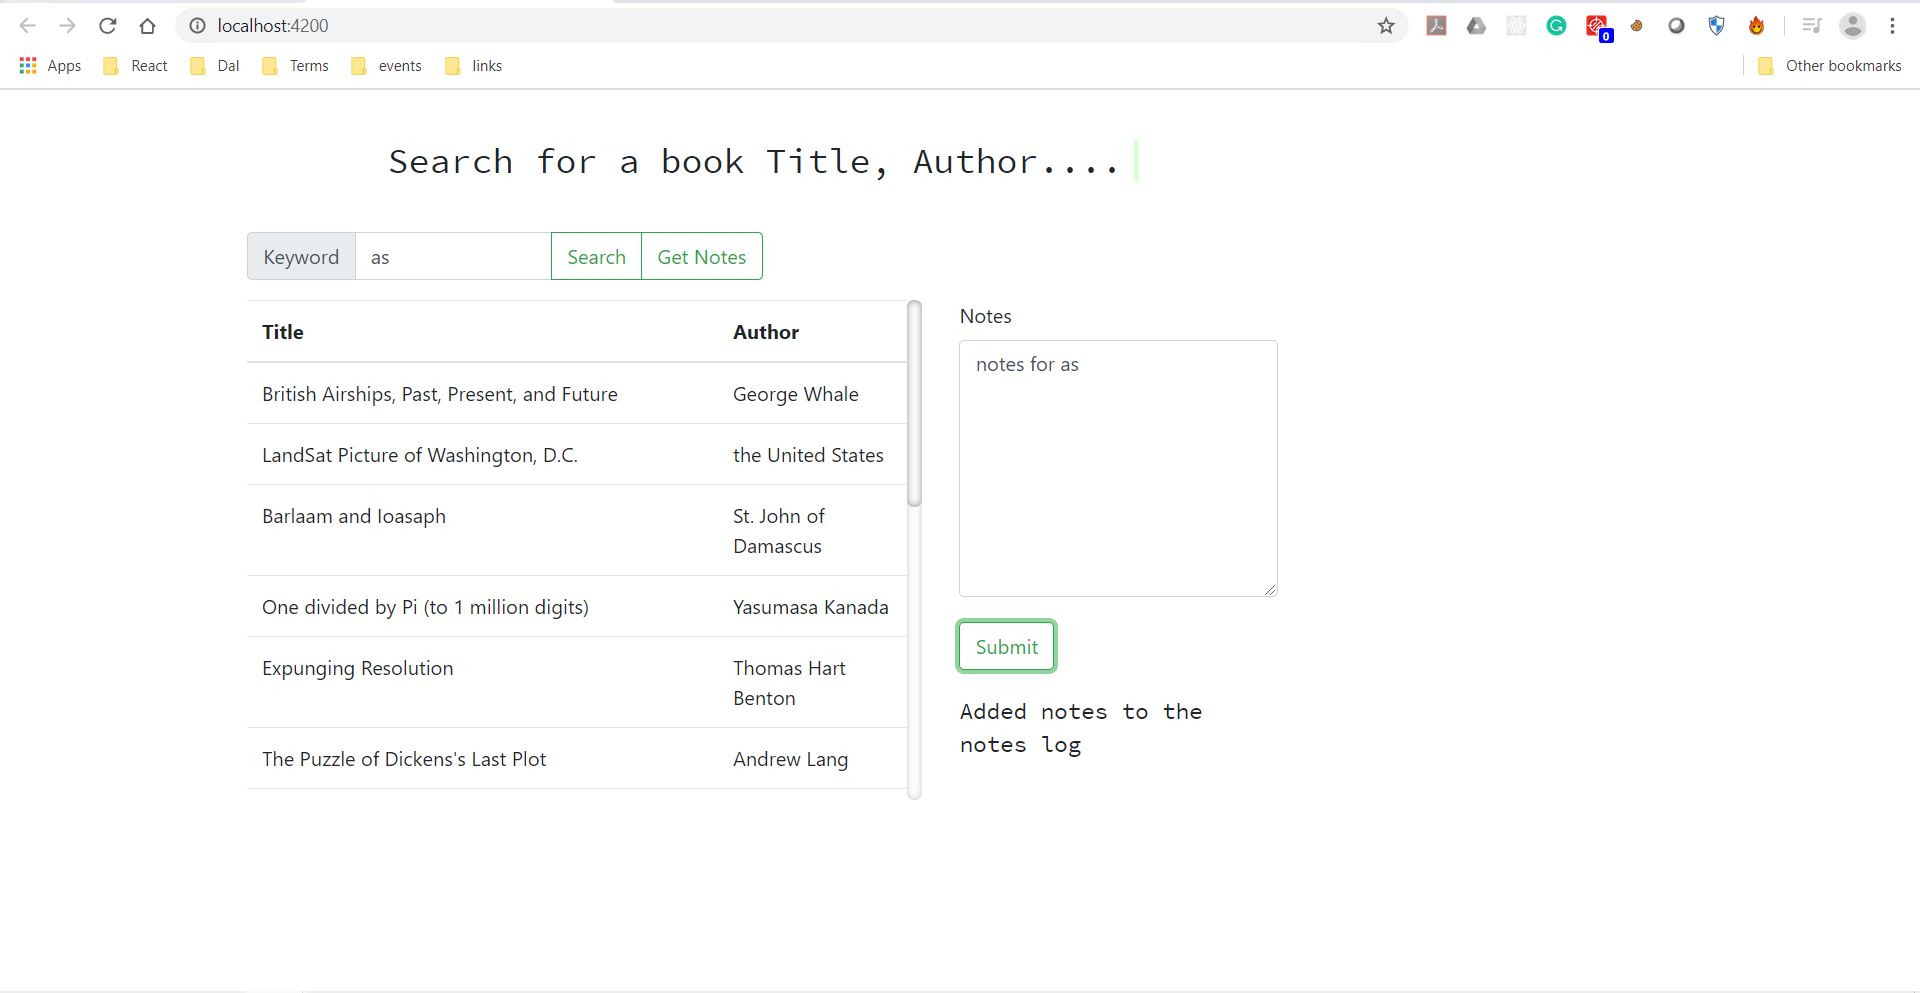 localhost:4200
0
Apps React Dal Terms events links Other bookmarks
Search for a book Title, Author....
Keyword as Search Get Notes
Title Author
British Airships, Past, Present, and Future George Whale
LandSat Picture of Washington, D.C. the United States
Barlaam and Ioasaph St. John of
Damascus
One divided by Pi (to 1 million digits) Yasumasa Kanada
Expunging Resolution Thomas Hart
Benton
The Puzzle of Dickens's Last Plot Andrew Lang
Notes
notes for as
Submit
Added notes to the
notes log